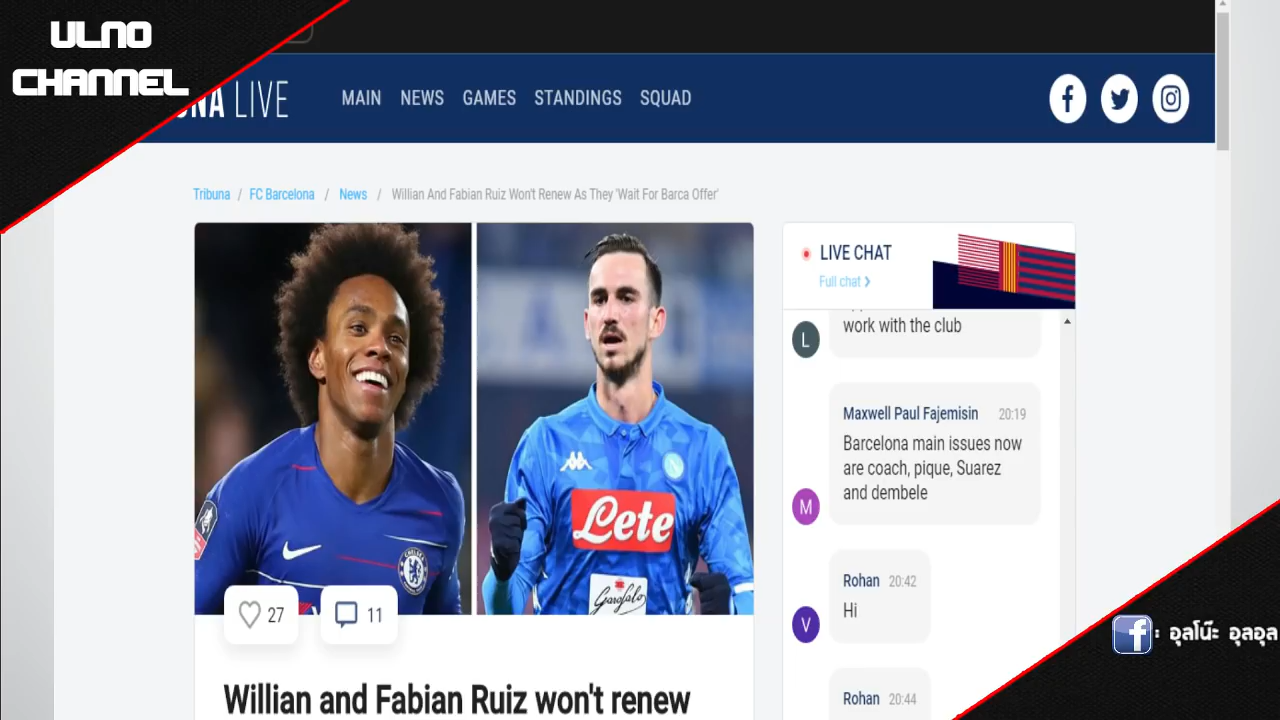 ULNO
CHANNEL
UNA LIVE
MAIN NEWS GAMES STANDINGS SQUAD
Tribuna / FC Barcelona / News / Willian And Fabian Ruiz Won't Renew As They 'Wait For Barca Offer'
Lete
Garofalo
27
11
Willian and Fabian Ruiz won't renew
LIVE CHAT
Full chat
L
work with the club
Maxwell Paul Fajemisin 20:19
Barcelona main issues now
are coach, pique, Suarez
and dembele
M
Rohan 20:42
Hi
V
Rohan 20:44
f : อุลโน๊ะ อุลอุล